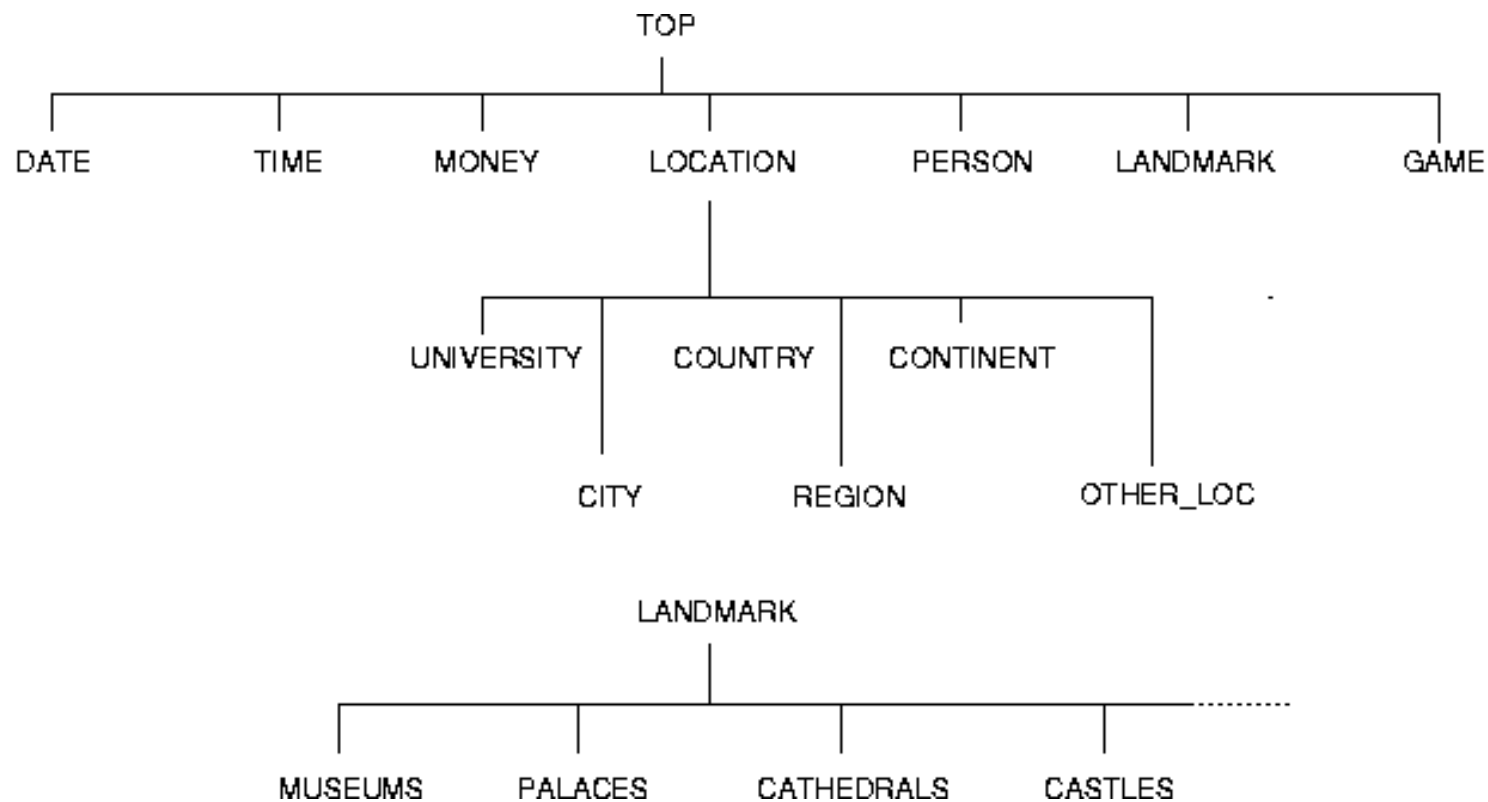 TOP
DATE TIME MONEY LOCATION PERSON LANDMARK GAME
UNIVERSITY COUNTRY CONTINENT
CITY REGION OTHER_LOC
LANDMARK
MUSEUMS PALACES CATHEDRALS CASTLES